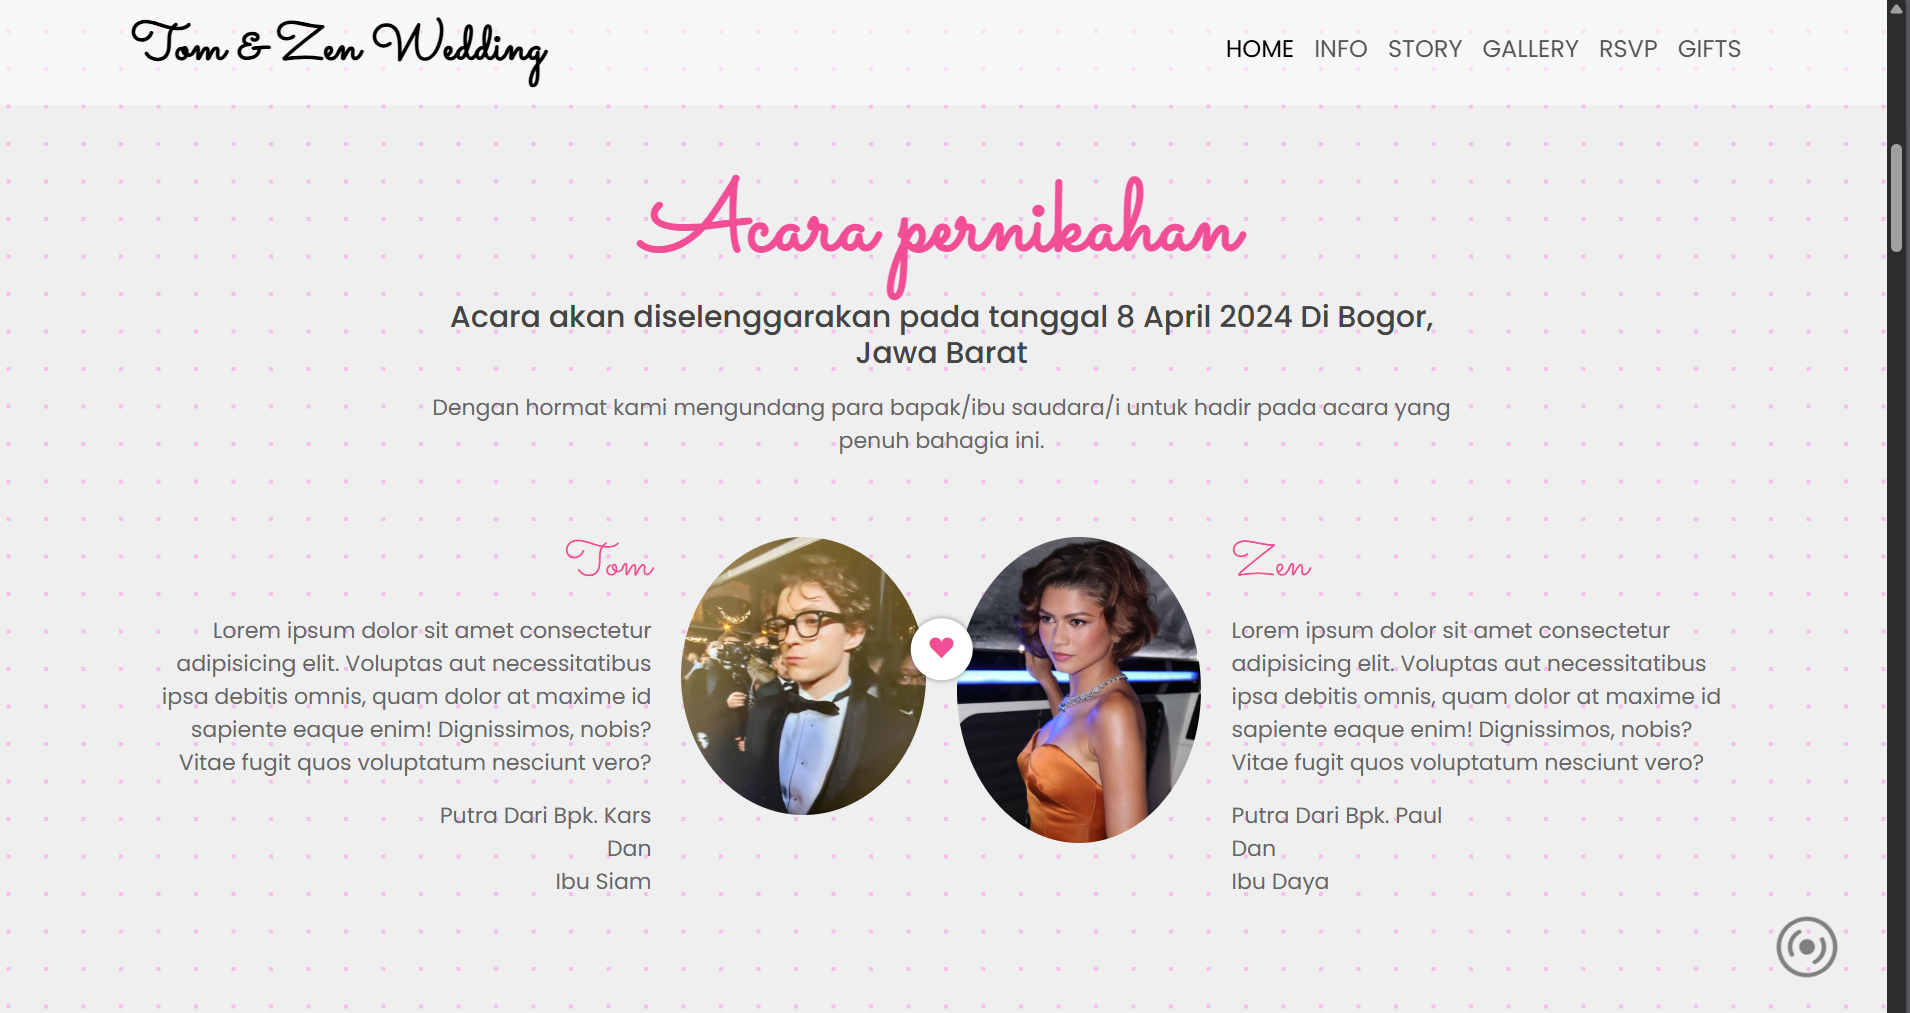 Tom & Zen Wedding
HOME INFO STORY GALLERY RSVP GIFTS
Acara pernikahan
Acara akan diselenggarakan pada tanggal 8 April 2024 Di Bogor,
Jawa Barat
Dengan hormat kami mengundang para bapak/ibu saudara/i untuk hadir pada acara yang
penuh bahagia ini.
Tom
Lorem ipsum dolor sit amet consectetur
adipisicing elit. Voluptas aut necessitatibus
ipsa debitis omnis, quam dolor at maxime id
sapiente eaque enim! Dignissimos, nobis?
Vitae fugit quos voluptatum nesciunt vero?
Putra Dari Bpk. Kars
Dan
Ibu Siam
Zen
Lorem ipsum dolor sit amet consectetur
adipisicing elit. Voluptas aut necessitatibus
ipsa debitis omnis, quam dolor at maxime id
sapiente eaque enim! Dignissimos, nobis?
Vitae fugit quos voluptatum nesciunt vero?
Putra Dari Bpk. Paul
Dan
Ibu Daya